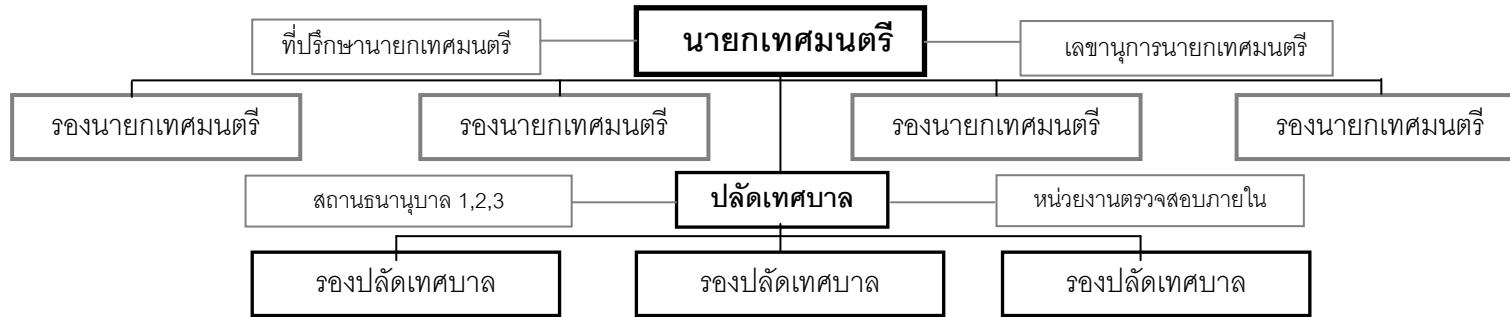 ที่ปรึกษานายกเทศมนตรี
นายกเทศมนตรี
เลขานุการนายกเทศมนตรี
รองนายกเทศมนตรี
รองนายกเทศมนตรี
รองนายกเทศมนตรี
รองนายกเทศมนตรี
สถานธนานุบาล 1,2,3
ปลัดเทศบาล
หน่วยงานตรวจสอบภายใน
รองปลัดเทศบาล
รองปลัดเทศบาล
รองปลัดเทศบาล